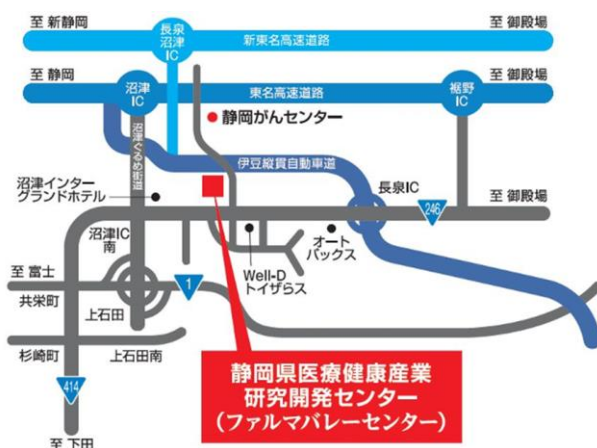 至 新静岡
長泉
沼津
IC
新東名高速道路
至 御殿場
至 静岡
沼津
IC
東名高速道路
裾野
IC
至 御殿場
静岡がんセンター
沼津ぐるめ街道
伊豆縦貫自動車道
沼津インター
グランドホテル
長泉IC
至 御殿場
246
沼津IC
南
Well-D
トイザらス
オート
バックス
至 富士
1
共栄町
上石田
杉崎町
上石田南
414
至 下田
静岡県医療健康産業
研究開発センター
(ファルマバレーセンター)